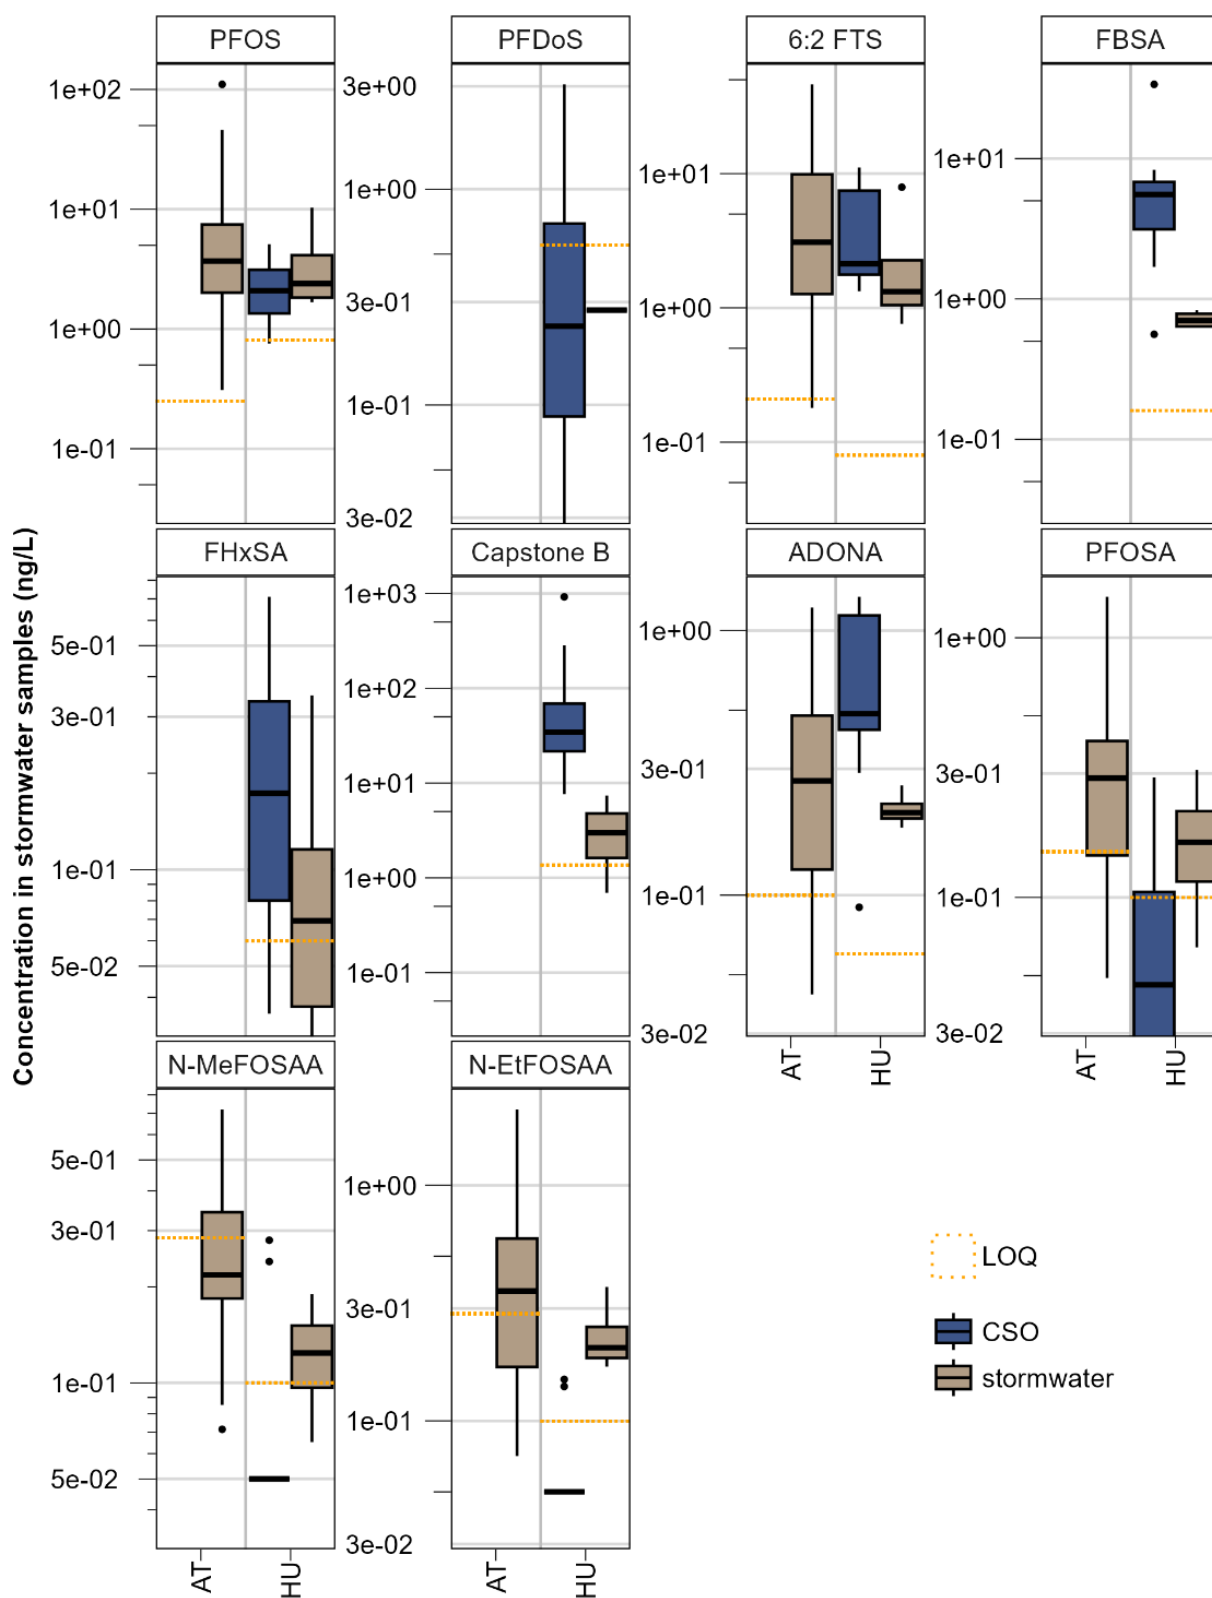 PFOS PFDoS 6:2 FTS FBSA
1e+02 3e+00
1e+01 1e+00 1e+01 1e+01
1e+00 3e-01 1e+00 1e+00
1e-01 1e-01 1e-01 1e-01
3e-02
Concentration in stormwater samples (ng/L)
FHxSA Capstone B ADONA PFOSA
5e-01 1e+03 1e+00 1e+00
3e-01 1e+02 3e-01 3e-01
1e-01 1e+01 1e-01 1e-01
5e-02 1e+00 3e-02 3e-02
1e-01
AT HU AT HU
N-MeFOSAA N-EtFOSAA
5e-01 1e+00
3e-01 3e-01
1e-01 1e-01
5e-02 3e-02
AT HU AT HU
LOQ
CSO
stormwater